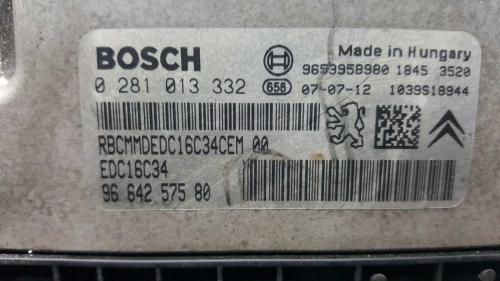 BOSCH
Made in Hungary
9653958980 1845 3520
0 281 013 332 658 07-07-12 1039S18944
RBCMMDEDC16C34CEM 00
EDC16C34
96 642 575 80